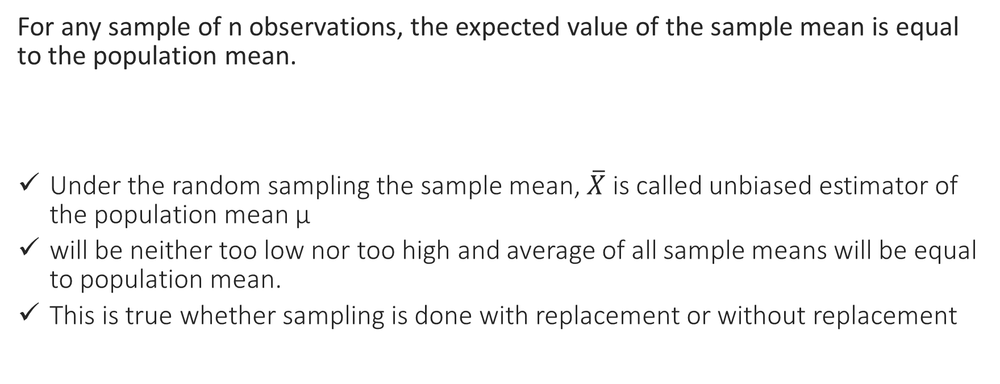 For any sample of n observations, the expected value of the sample mean is equal
to the population mean.
✓ Under the random sampling the sample mean, X̅ is called unbiased estimator of
the population mean μ
✓ will be neither too low nor too high and average of all sample means will be equal
to population mean.
✓ This is true whether sampling is done with replacement or without replacement